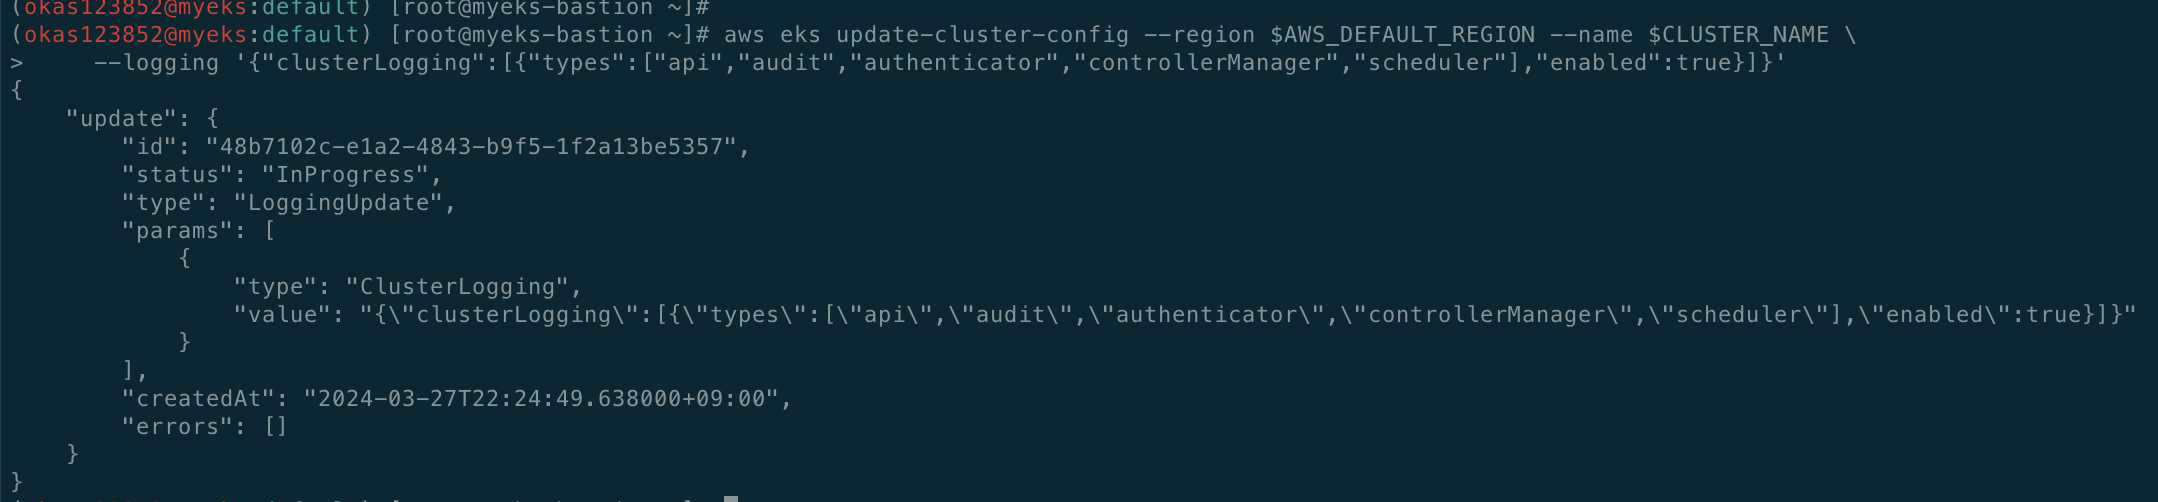 (okas123852@myeks:default) [root@myeks-bastion ~]#
(okas123852@myeks:default) [root@myeks-bastion ~]# aws eks update-cluster-config --region $AWS_DEFAULT_REGION --name $CLUSTER_NAME \
>     --logging '{"clusterLogging":[{"types":["api","audit","authenticator","controllerManager","scheduler"],"enabled":true}]}'
{
    "update": {
        "id": "48b7102c-e1a2-4843-b9f5-1f2a13be5357",
        "status": "InProgress",
        "type": "LoggingUpdate",
        "params": [
            {
                "type": "ClusterLogging",
                "value": "{\"clusterLogging\":[{\"types\":[\"api\",\"audit\",\"authenticator\",\"controllerManager\",\"scheduler\"],\"enabled\":true}]}"
            }
        ],
        "createdAt": "2024-03-27T22:24:49.638000+09:00",
        "errors": []
    }
}